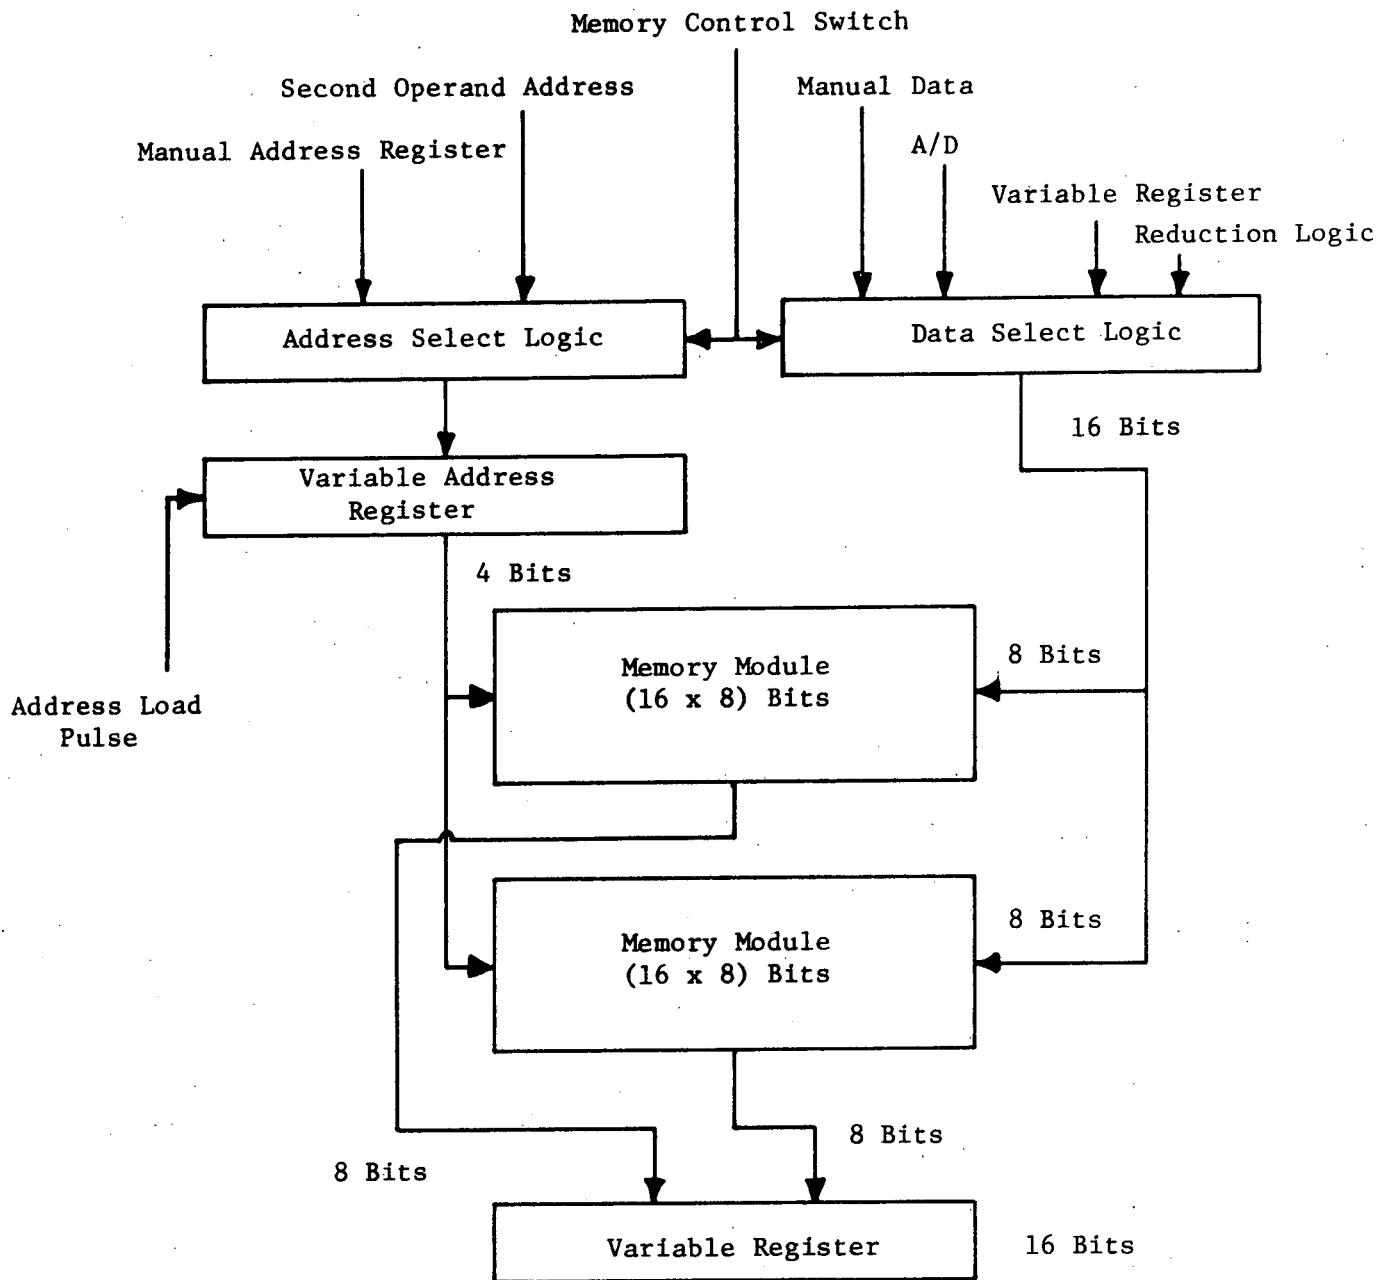 Memory Control Switch
Second Operand Address
Manual Data
Manual Address Register
A/D
Variable Register
Reduction Logic
Address Select Logic
Data Select Logic
16 Bits
Variable Address
Register
4 Bits
Memory Module
(16 x 8) Bits
8 Bits
Address Load
Pulse
Memory Module
(16 x 8) Bits
8 Bits
8 Bits
8 Bits
Variable Register
16 Bits